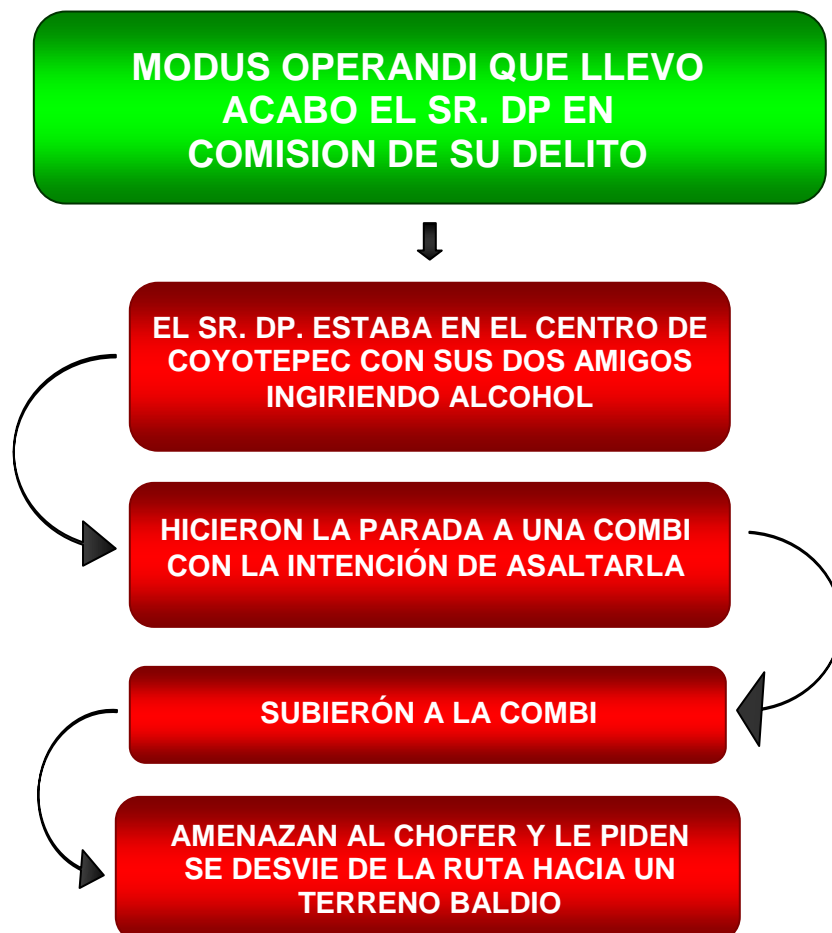 MODUS OPERANDI QUE LLEVO
ACABO EL SR. DP EN
COMISION DE SU DELITO
EL SR. DP. ESTABA EN EL CENTRO DE
COYOTEPEC CON SUS DOS AMIGOS
INGIRIENDO ALCOHOL
HICIERON LA PARADA A UNA COMBI
CON LA INTENCIÓN DE ASALTARLA
SUBIERÓN A LA COMBI
AMENAZAN AL CHOFER Y LE PIDEN
SE DESVIE DE LA RUTA HACIA UN
TERRENO BALDIO